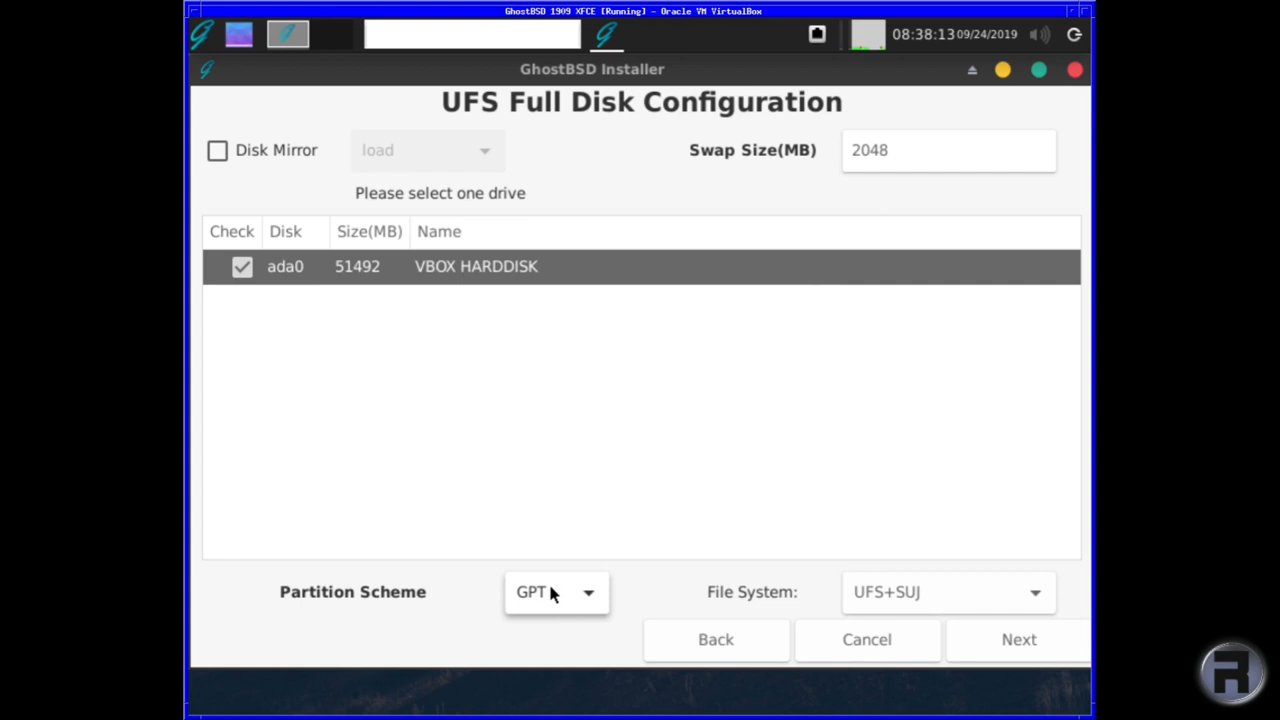 GhostBSD 1909 XFCE [Running] - Oracle VM VirtualBox
08:38:13 09/24/2019
GhostBSD Installer
UFS Full Disk Configuration
Disk Mirror load Swap Size(MB) 2048
Please select one drive
Check Disk Size(MB) Name
ada0 51492 VBOX HARDDISK
Partition Scheme GPT File System: UFS+SUJ
Back Cancel Next
R